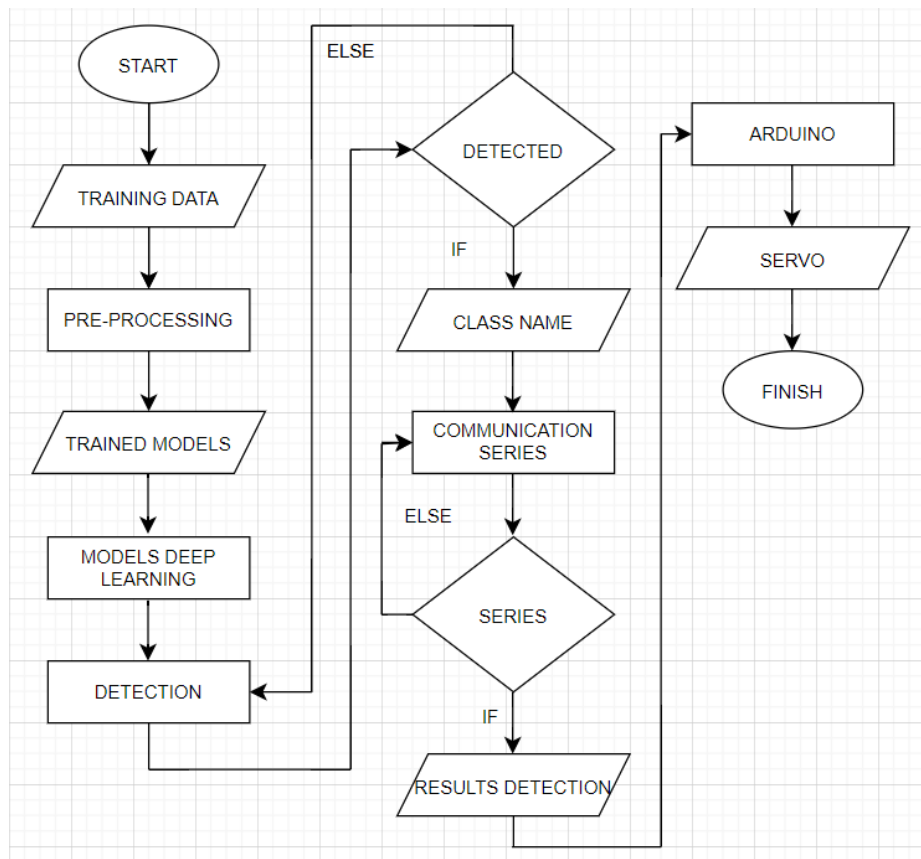 START
TRAINING DATA
PRE-PROCESSING
TRAINED MODELS
MODELS DEEP
LEARNING
DETECTION
ELSE
DETECTED
IF
CLASS NAME
COMMUNICATION
SERIES
ELSE
SERIES
IF
RESULTS DETECTION
ARDUINO
SERVO
FINISH